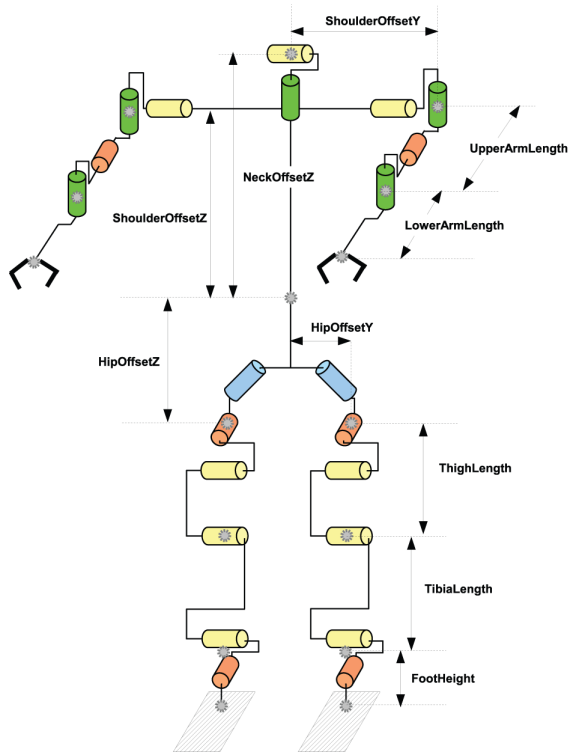 ShoulderOffsetY
UpperArmLength
NeckOffsetZ
ShoulderOffsetZ
LowerArmLength
HipOffsetY
HipOffsetZ
ThighLength
TibiaLength
FootHeight